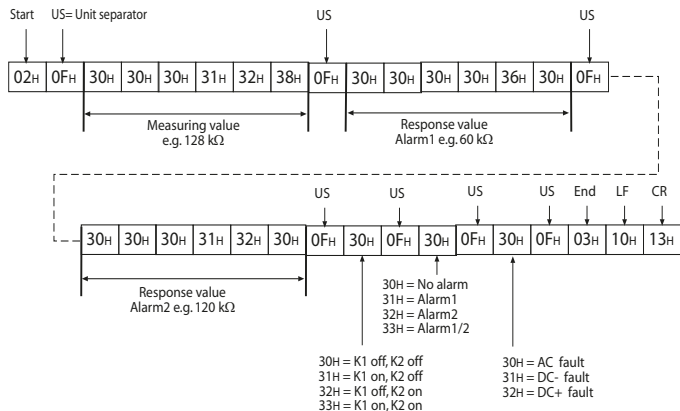 Start US= Unit separator US US
02H 0FH 30H 30H 30H 31H 32H 38H 0FH 30H 30H 30H 30H 36H 30H 0FH
Measuring value
e.g. 128 kΩ
Response value
Alarm1 e.g. 60 kΩ
US US US US End LF CR
30H 30H 30H 31H 32H 30H 0FH 30H 0FH 30H 0FH 30H 0FH 03H 10H 13H
Response value
Alarm2 e.g. 120 kΩ
30H = No alarm
31H = Alarm1
32H = Alarm2
33H = Alarm1/2
30H = K1 off, K2 off
31H = K1 on, K2 off
32H = K1 off, K2 on
33H = K1 on, K2 on
30H = AC fault
31H = DC- fault
32H = DC+ fault